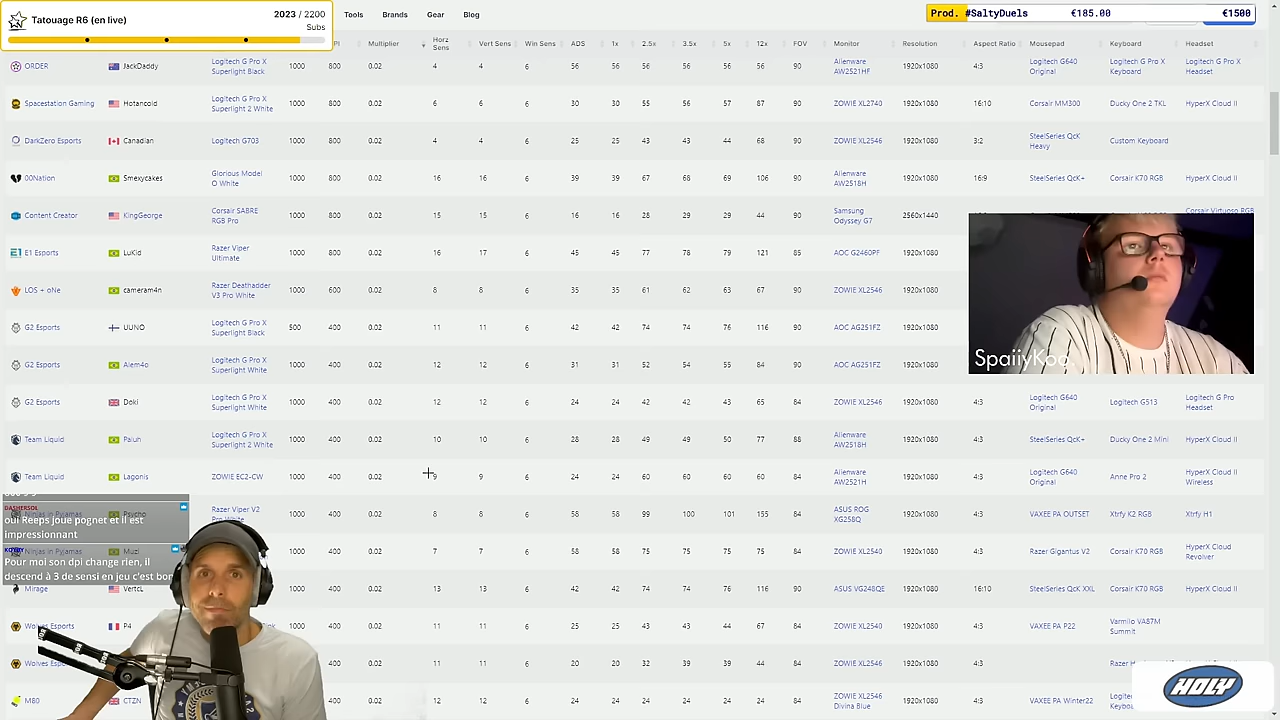 Tatouage R6 (en live)
2023 / 2200
Subs
Tools Brands Gear Blog
Prod. #SaltyDuels €185.00 €1500
Multiplier Horz Sens Vert Sens Win Sens ADS 1x 2.5x 3.5x 5x 12x FOV Monitor Resolution Aspect Ratio Mousepad Keyboard Headset
ORDER JackDaddy Logitech G Pro X Superlight Black 1000 800 0.02 4 4 6 56 56 56 56 56 56 90 Alienware AW2521HF 1920x1080 4:3 Logitech G640 Original Logitech G Pro X Keyboard Logitech G Pro X Headset
Spacestation Gaming Hotancold Logitech G Pro X Superlight 2 White 1000 800 0.02 6 6 6 30 30 56 56 57 87 90 ZOWIE XL2740 1920x1080 16:10 Corsair MM300 Ducky One 2 TKL HyperX Cloud II
DarkZero Esports Canadian Logitech G703 1000 800 0.02 4 4 6 25 25 43 43 44 68 90 ZOWIE XL2546 1920x1080 3:2 SteelSeries QcK Heavy Custom Keyboard
00Nation Smexycakes Glorious Model O White 1000 400 0.02 16 16 6 50 39 67 68 69 106 90 Alienware AW2518H 1920x1080 16:9 SteelSeries QcK+ Corsair K70 RGB HyperX Cloud II
Content Creator KingGeorge Corsair SABRE RGB Pro 1000 800 0.02 15 15 6 16 16 28 29 29 44 90 Samsung Odyssey G7 2560x1440 Corsair Virtuoso RGB
E1 Esports LuKid Razer Viper Ultimate 1000 400 0.02 16 17 6 45 45 77 78 79 121 85 AOC G2460PF 1920x1080
LOS + oNe cameram4n Razer Deathadder V3 Pro White 1000 600 0.02 8 8 6 35 35 61 62 63 67 90 ZOWIE XL2546 1920x1080
G2 Esports UUNO Logitech G Pro X Superlight Black 500 400 0.02 11 11 6 42 42 73 74 76 116 90 AOC AG251FZ 1920x1080
G2 Esports Alem4o Logitech G Pro X Superlight White 1000 400 0.02 12 12 6 31 31 52 54 55 84 90 AOC AG251FZ 1920x1080
G2 Esports Doki Logitech G Pro X Superlight White 1000 400 0.02 12 12 6 24 24 42 42 43 65 84 ZOWIE XL2546 1920x1080 4:3 Logitech G640 Original Logitech G513 Logitech G Pro Headset
Team Liquid Paluh Logitech G Pro X Superlight 2 White 1000 400 0.02 10 10 6 28 28 49 49 50 77 88 Alienware AW2518H 1920x1080 4:3 SteelSeries QcK+ Ducky One 2 Mini HyperX Cloud II
Team Liquid Lagonis ZOWIE EC2-CW 1000 400 0.02 9 9 6 24 24 60 60 60 60 84 Alienware AW2521H 1920x1080 4:3 Logitech G640 Original Anne Pro 2 HyperX Cloud II Wireless
Ninjas in Pyjamas Psycho Razer Viper V2 Pro White 1000 400 0.02 8 8 6 58 58 99 100 101 155 84 ASUS ROG XG258Q 1920x1080 4:3 VAXEE PA OUTSET Xtrfy K2 RGB Xtrfy H1
Ninjas in Pyjamas Muzi 1000 400 0.02 7 7 6 58 58 75 75 75 75 90 ZOWIE XL2540 1920x1080 4:3 Razer Gigantus V2 Corsair K70 RGB HyperX Cloud Revolver
Mirage VertcL 400 0.02 13 13 6 42 42 74 74 76 116 84 ASUS VG248QE 1920x1080 16:10 SteelSeries QcK XXL Corsair K70 RGB HyperX Cloud II
Wolves Esports P4 1000 400 0.02 11 11 6 25 25 43 43 44 67 84 ZOWIE XL2540 1920x1080 4:3 VAXEE PA P22 Varmilo VA87M Summit
Wolves 400 0.02 11 11 6 20 39 39 39 39 44 84 ZOWIE XL2546 1920x1080 4:3 Razer
M80 CTZN 400 0.02 12 12 6 24 24 42 42 43 65 84 ZOWIE XL2546 Divina Blue 1920x1080 4:3 VAXEE PA Winter22
DASHERSOL
oui Reeps joue pognet et il est
impressionnant
Pour moi son dpi change rien, il
descend à 3 de sensi en jeu c'est bon
SpaiiyKoo
HOLY